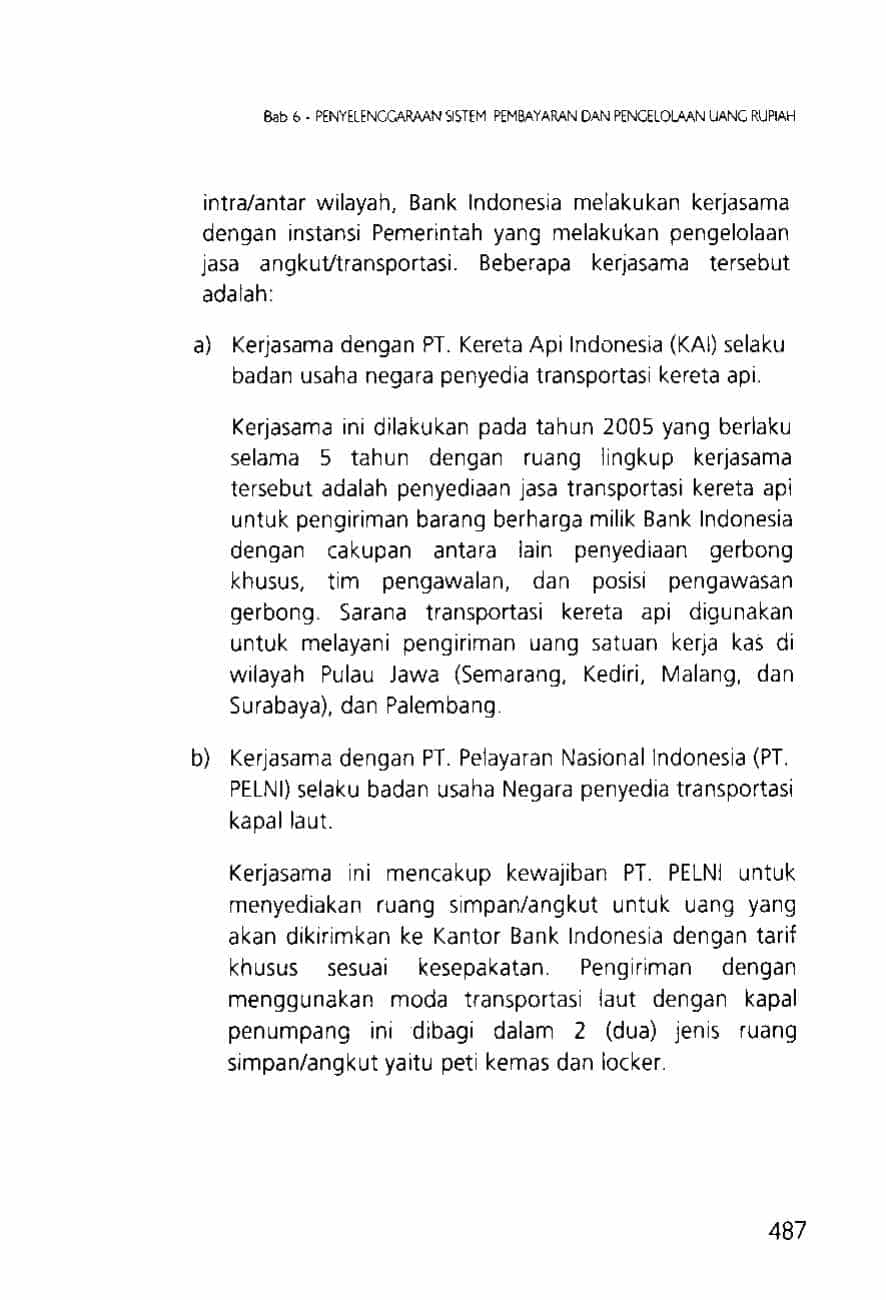 Bab 6 - PENYELENGGARAAN SISTEM PEMBAYARAN DAN PENGELOLAAN UANG RUPIAH
intra/antar wilayah, Bank Indonesia melakukan kerjasama
dengan instansi Pemerintah yang melakukan pengelolaan
jasa angkut/transportasi. Beberapa kerjasama tersebut
adalah:
a) Kerjasama dengan PT. Kereta Api Indonesia (KAI) selaku
badan usaha negara penyedia transportasi kereta api.
Kerjasama ini dilakukan pada tahun 2005 yang berlaku
selama 5 tahun dengan ruang lingkup kerjasama
tersebut adalah penyediaan jasa transportasi kereta api
untuk pengiriman barang berharga milik Bank Indonesia
dengan cakupan antara lain penyediaan gerbong
khusus, tim pengawalan, dan posisi pengawasan
gerbong. Sarana transportasi kereta api digunakan
untuk melayani pengiriman uang satuan kerja kas di
wilayah Pulau Jawa (Semarang, Kediri, Malang, dan
Surabaya), dan Palembang.
b) Kerjasama dengan PT. Pelayaran Nasional Indonesia (PT.
PELNI) selaku badan usaha Negara penyedia transportasi
kapal laut.
Kerjasama ini mencakup kewajiban PT. PELNI untuk
menyediakan ruang simpan/angkut untuk uang yang
akan dikirimkan ke Kantor Bank Indonesia dengan tarif
khusus sesuai kesepakatan. Pengiriman dengan
menggunakan moda transportasi laut dengan kapal
penumpang ini dibagi dalam 2 (dua) jenis ruang
simpan/angkut yaitu peti kemas dan locker.
487